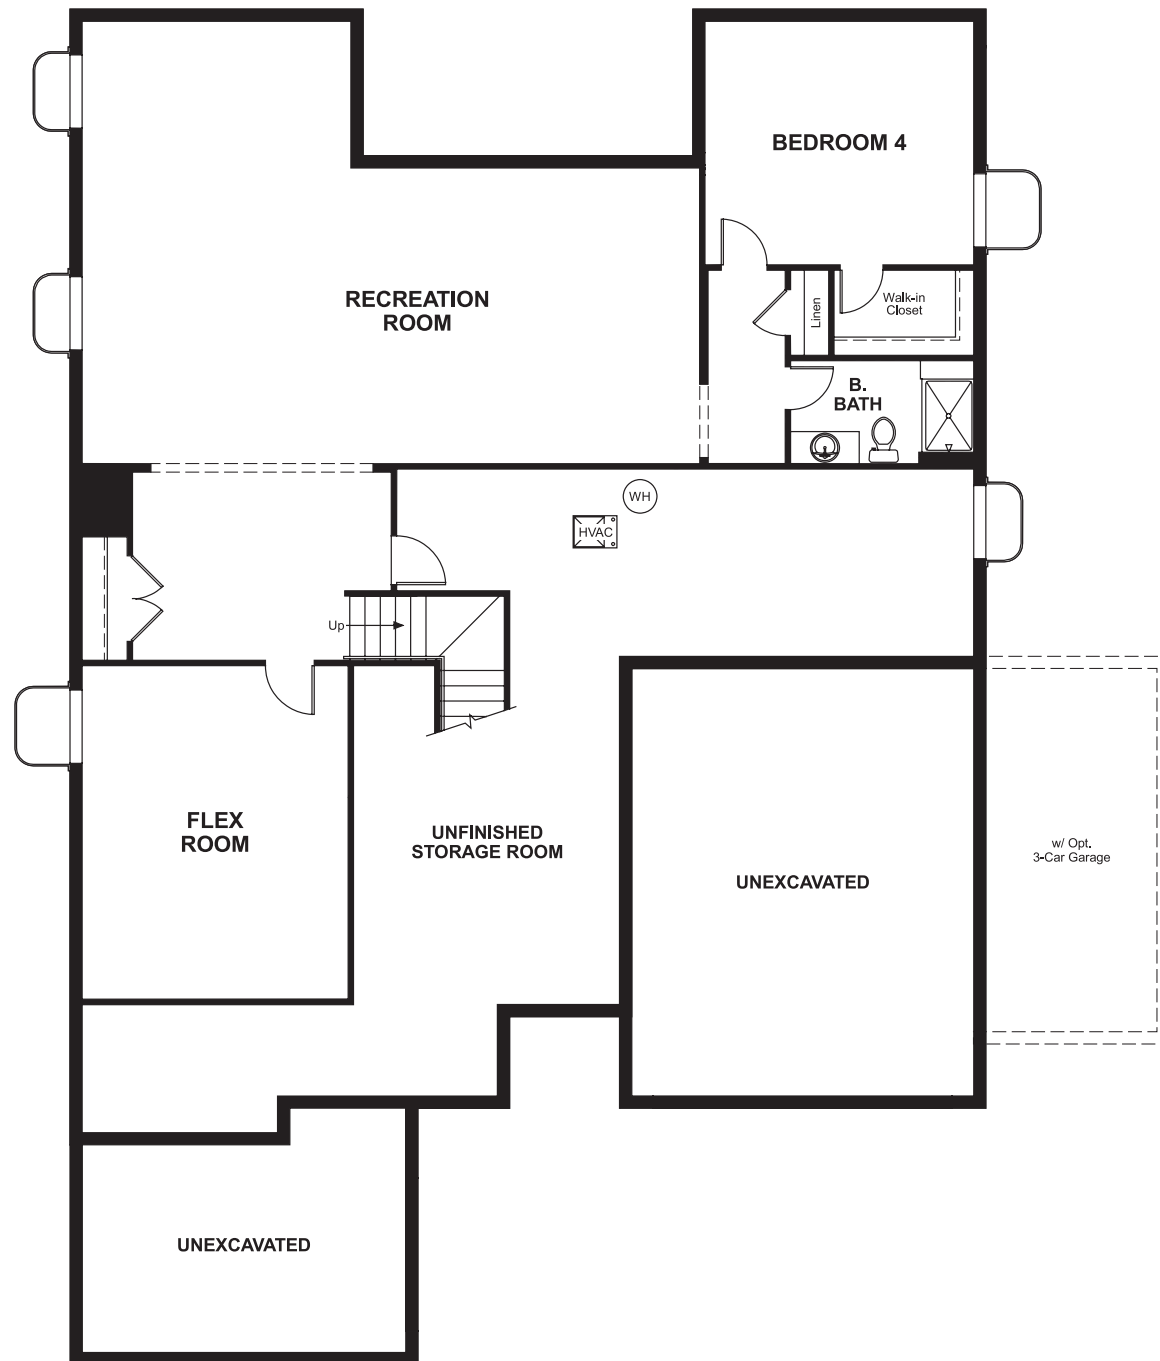 BEDROOM 4
RECREATION
ROOM
Linen
Walk-in
Closet
B.
BATH
WH
HVAC
Up
FLEX
ROOM
UNFINISHED
STORAGE ROOM
UNEXCAVATED
w/ Opt.
3-Car Garage
UNEXCAVATED